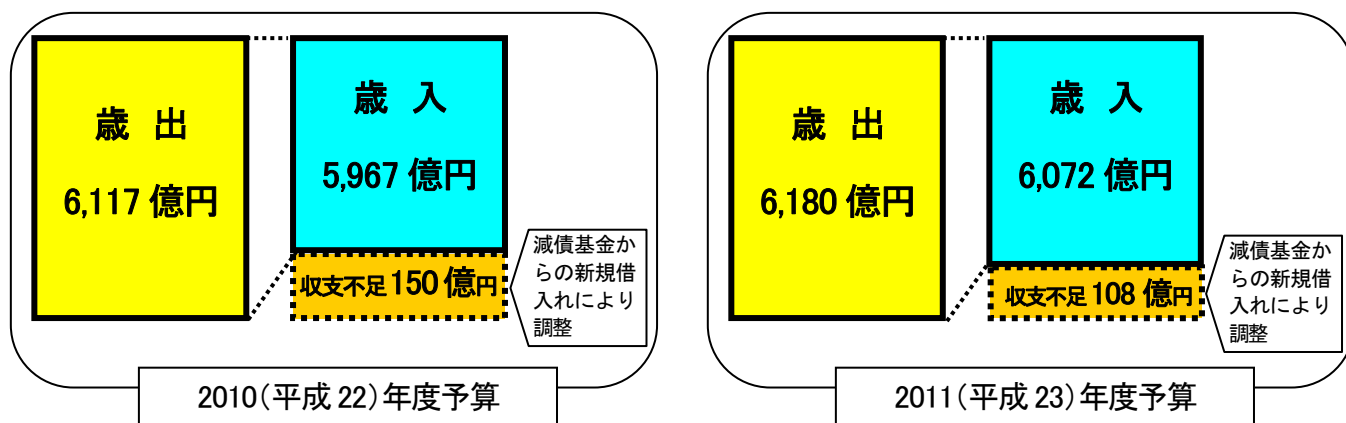 歳 出
6,117 億円
歳 入
5,967 億円
収支不足 150 億円
減債基金か
らの新規借
入れにより
調整
2010(平成 22)年度予算
歳 出
6,180 億円
歳 入
6,072 億円
収支不足 108 億円
減債基金か
らの新規借
入れにより
調整
2011(平成 23)年度予算